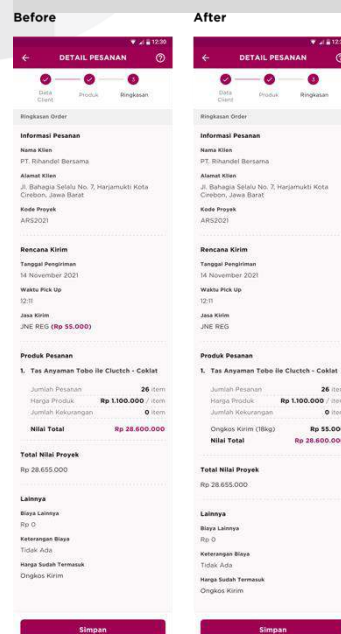 Before
12:30
DETAIL PESANAN
Data Client
Produk
3
Ringkasan
Ringkasan Order
Informasi Pesanan
Nama Klien
PT. Rihandel Bersama
Alamat Klien
Jl. Bahagia Selalu No. 7, Harjamukti Kota
Cirebon, Jawa Barat
Kode Proyek
ARS2021
Rencana Kirim
Tanggal Pengiriman
14 November 2021
Waktu Pick Up
12:11
Jasa Kirim
JNE REG (Rp 55.000)
Produk Pesanan
1. Tas Anyaman Tobo ile Cluctch - Coklat
Jumlah Pesanan 26 item
Harga Produk Rp 1.100.000 / item
Jumlah Kekurangan 0 item
Nilai Total Rp 28.600.000
Total Nilai Proyek
Rp 28.655.000
Lainnya
Biaya Lainnya
Rp 0
Keterangan Biaya
Tidak Ada
Harga Sudah Termasuk
Ongkos Kirim
Simpan
After
DETAIL PESANAN
Data Client
Produk
3
Ringkasan
Ringkasan Order
Informasi Pesanan
Nama Klien
PT. Rihandel Bersama
Alamat Klien
Jl. Bahagia Selalu No. 7, Harjamukti Kota
Cirebon, Jawa Barat
Kode Proyek
ARS2021
Rencana Kirim
Tanggal Pengiriman
14 November 2021
Waktu Pick Up
12:11
Jasa Kirim
JNE REG
Produk Pesanan
1. Tas Anyaman Tobo ile Cluctch - Coklat
Jumlah Pesanan 26
Harga Produk Rp 1.100.000 /
Jumlah Kekurangan 0
Ongkos Kirim (18kg) Rp 55.00
Nilai Total Rp 28.600.00
Total Nilai Proyek
Rp 28.655.000
Lainnya
Biaya Lainnya
Rp 0
Keterangan Biaya
Tidak Ada
Harga Sudah Termasuk
Ongkos Kirim
Simpan